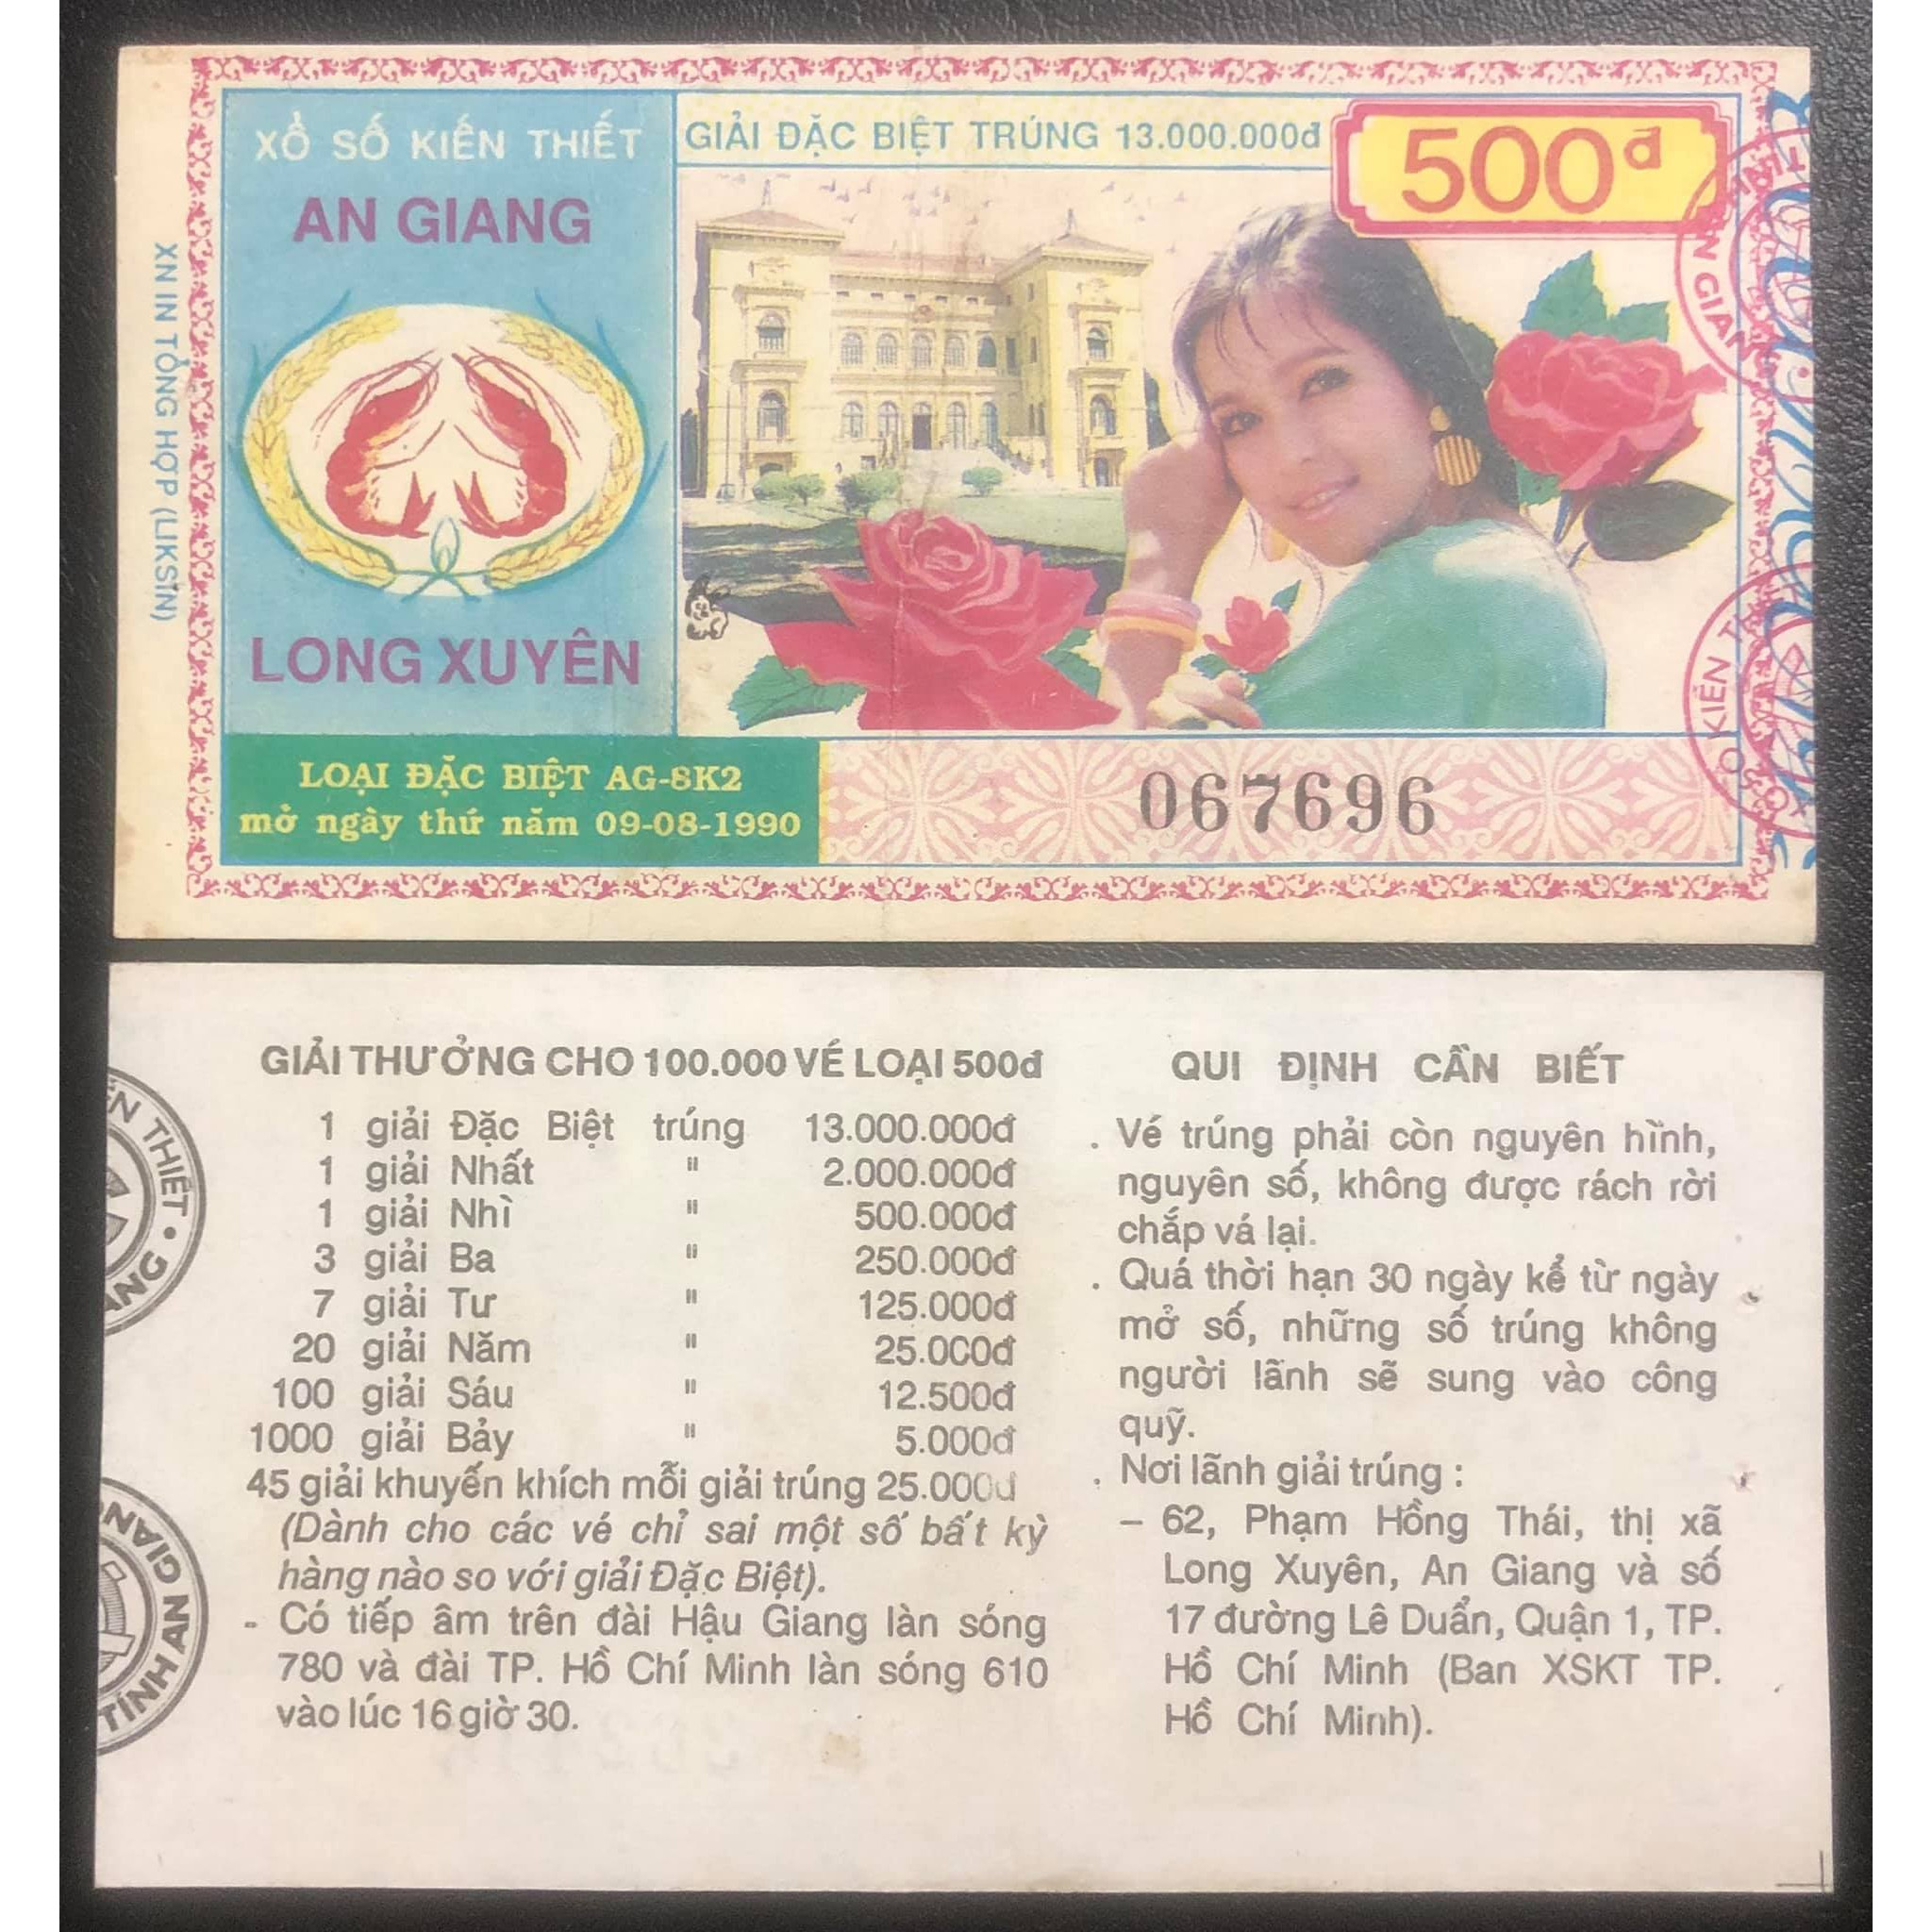 XỔ SỐ KIẾN THIẾT
AN GIANG
LONG XUYÊN
GIẢI ĐẶC BIỆT TRÚNG 13.000.000đ
500đ
XN IN TỔNG HỢP (LIKSIN)
LOẠI ĐẶC BIỆT AG-8K2
mở ngày thứ năm 09-08-1990
067696
AN GIAN
KIẾN T
GIẢI THƯỞNG CHO 100.000 VÉ LOẠI 500đ
1 giải Đặc Biệt trúng 13.000.000đ
1 giải Nhất " 2.000.000đ
1 giải Nhì " 500.000đ
3 giải Ba " 250.000đ
7 giải Tư " 125.000đ
20 giải Năm " 25.000đ
100 giải Sáu " 12.500đ
1000 giải Bảy " 5.000đ
45 giải khuyến khích mỗi giải trúng 25.000đ
(Dành cho các vé chỉ sai một số bất kỳ
hàng nào so với giải Đặc Biệt).
- Có tiếp âm trên đài Hậu Giang làn sóng
780 và đài TP. Hồ Chí Minh làn sóng 610
vào lúc 16 giờ 30.
QUI ĐỊNH CẦN BIẾT
. Vé trúng phải còn nguyên hình,
nguyên số, không được rách rời
chắp vá lại.
. Quá thời hạn 30 ngày kể từ ngày
mở số, những số trúng không
người lãnh sẽ sung vào công
quỹ.
. Nơi lãnh giải trúng :
– 62, Phạm Hồng Thái, thị xã
Long Xuyên, An Giang và số
17 đường Lê Duẩn, Quận 1, TP.
Hồ Chí Minh (Ban XSKT TP.
Hồ Chí Minh).
ẾN THIẾT •
ANG
TỈNH AN GIANG